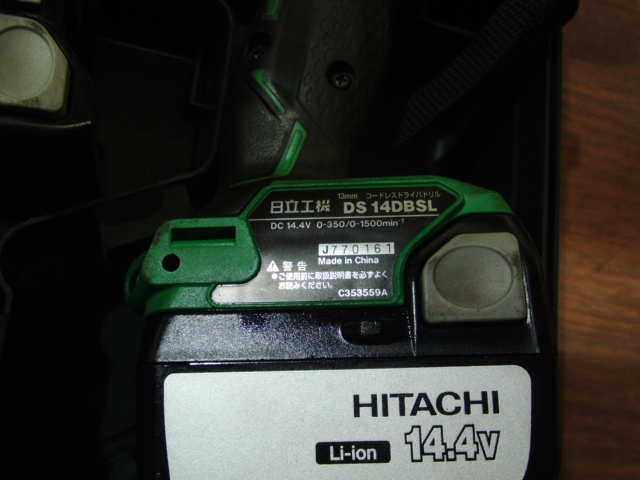 13mm コードレスドライバドリル
日立工機 DS 14DBSL
DC 14.4V 0-350/0-1500min⁻¹
J770161
Made in China
⚠警告
●ご使用前に取扱説明書を必ずよく
お読みください。
C353559A
HITACHI
Li-ion 14.4V